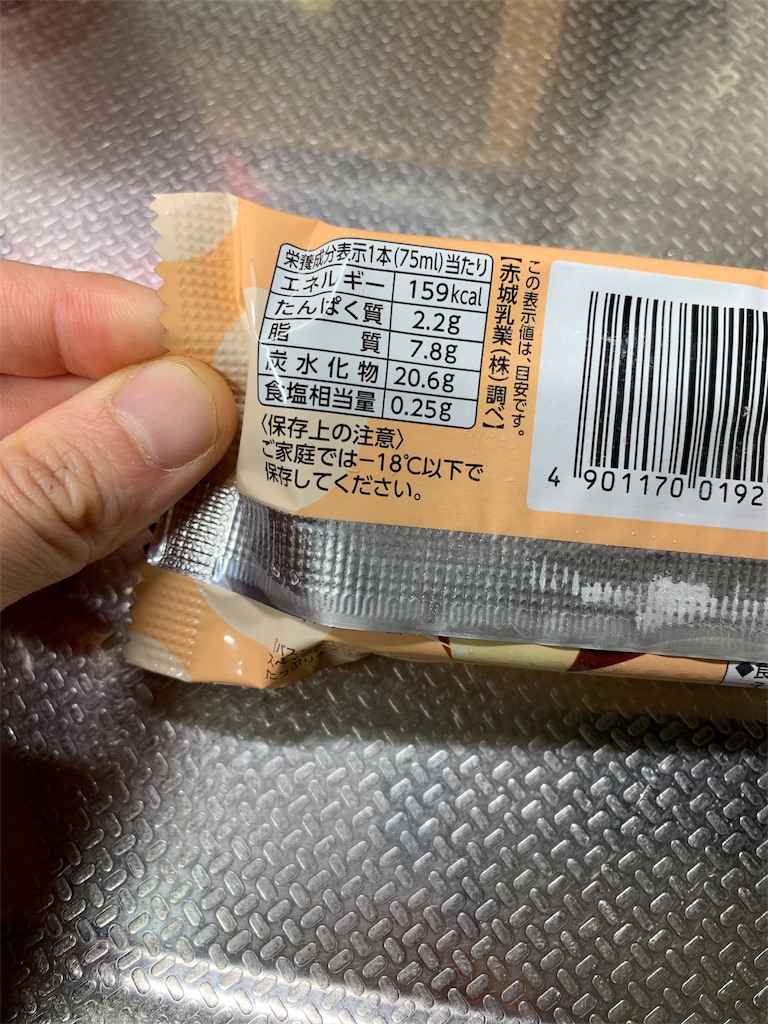 栄養成分表示1本(75ml)当たり
エネルギー 159kcal
たんぱく質 2.2g
脂質 7.8g
炭水化物 20.6g
食塩相当量 0.25g
この表示値は、目安です。
【赤城乳業(株)調べ】
〈保存上の注意〉
ご家庭では-18℃以下で
保存してください。
4 901170 0192
たっぷり